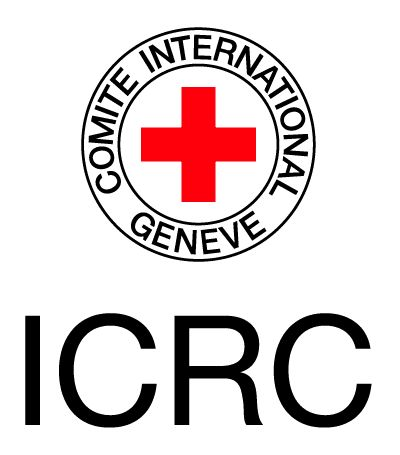 COMITE INTERNATIONAL
GENEVE
ICRC